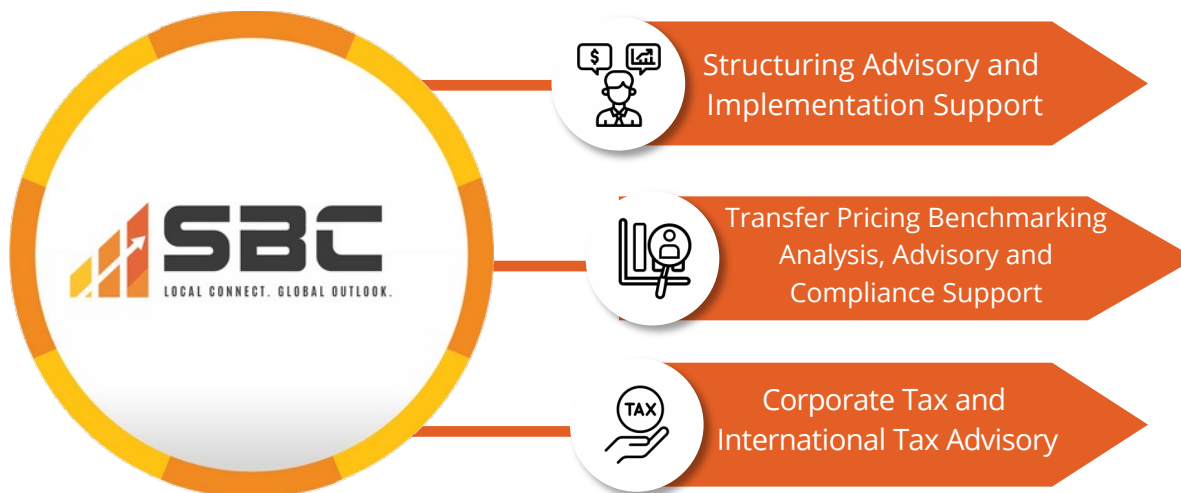 SBC
LOCAL CONNECT. GLOBAL OUTLOOK.
$
Structuring Advisory and
Implementation Support
Transfer Pricing Benchmarking
Analysis, Advisory and
Compliance Support
TAX
Corporate Tax and
International Tax Advisory